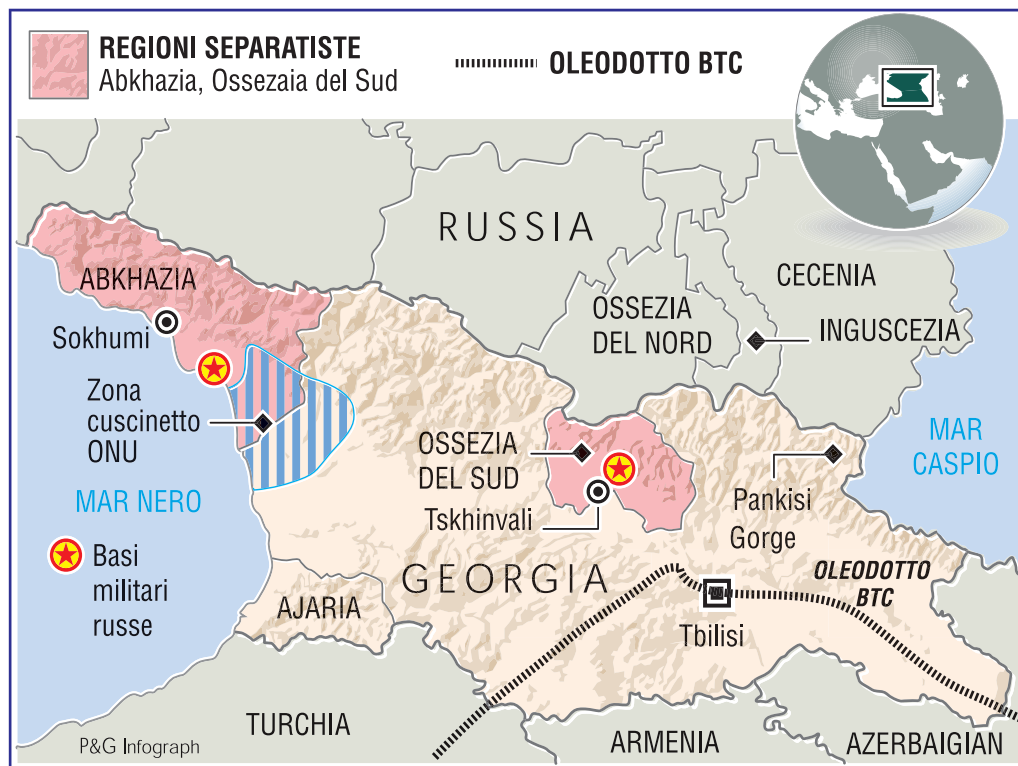 REGIONI SEPARATISTE
Abkhazia, Ossezaia del Sud
OLEODOTTO BTC
RUSSIA
ABKHAZIA
CECENIA
OSSEZIA
DEL NORD
INGUSCEZIA
Sokhumi
Zona
cuscinetto
ONU
MAR
CASPIO
OSSEZIA
DEL SUD
MAR NERO
Tskhinvali
Pankisi
Gorge
Basi
militari
russe
GEORGIA
OLEODOTTO
BTC
AJARIA
Tbilisi
TURCHIA
ARMENIA
AZERBAIGIAN
P&G Infograph